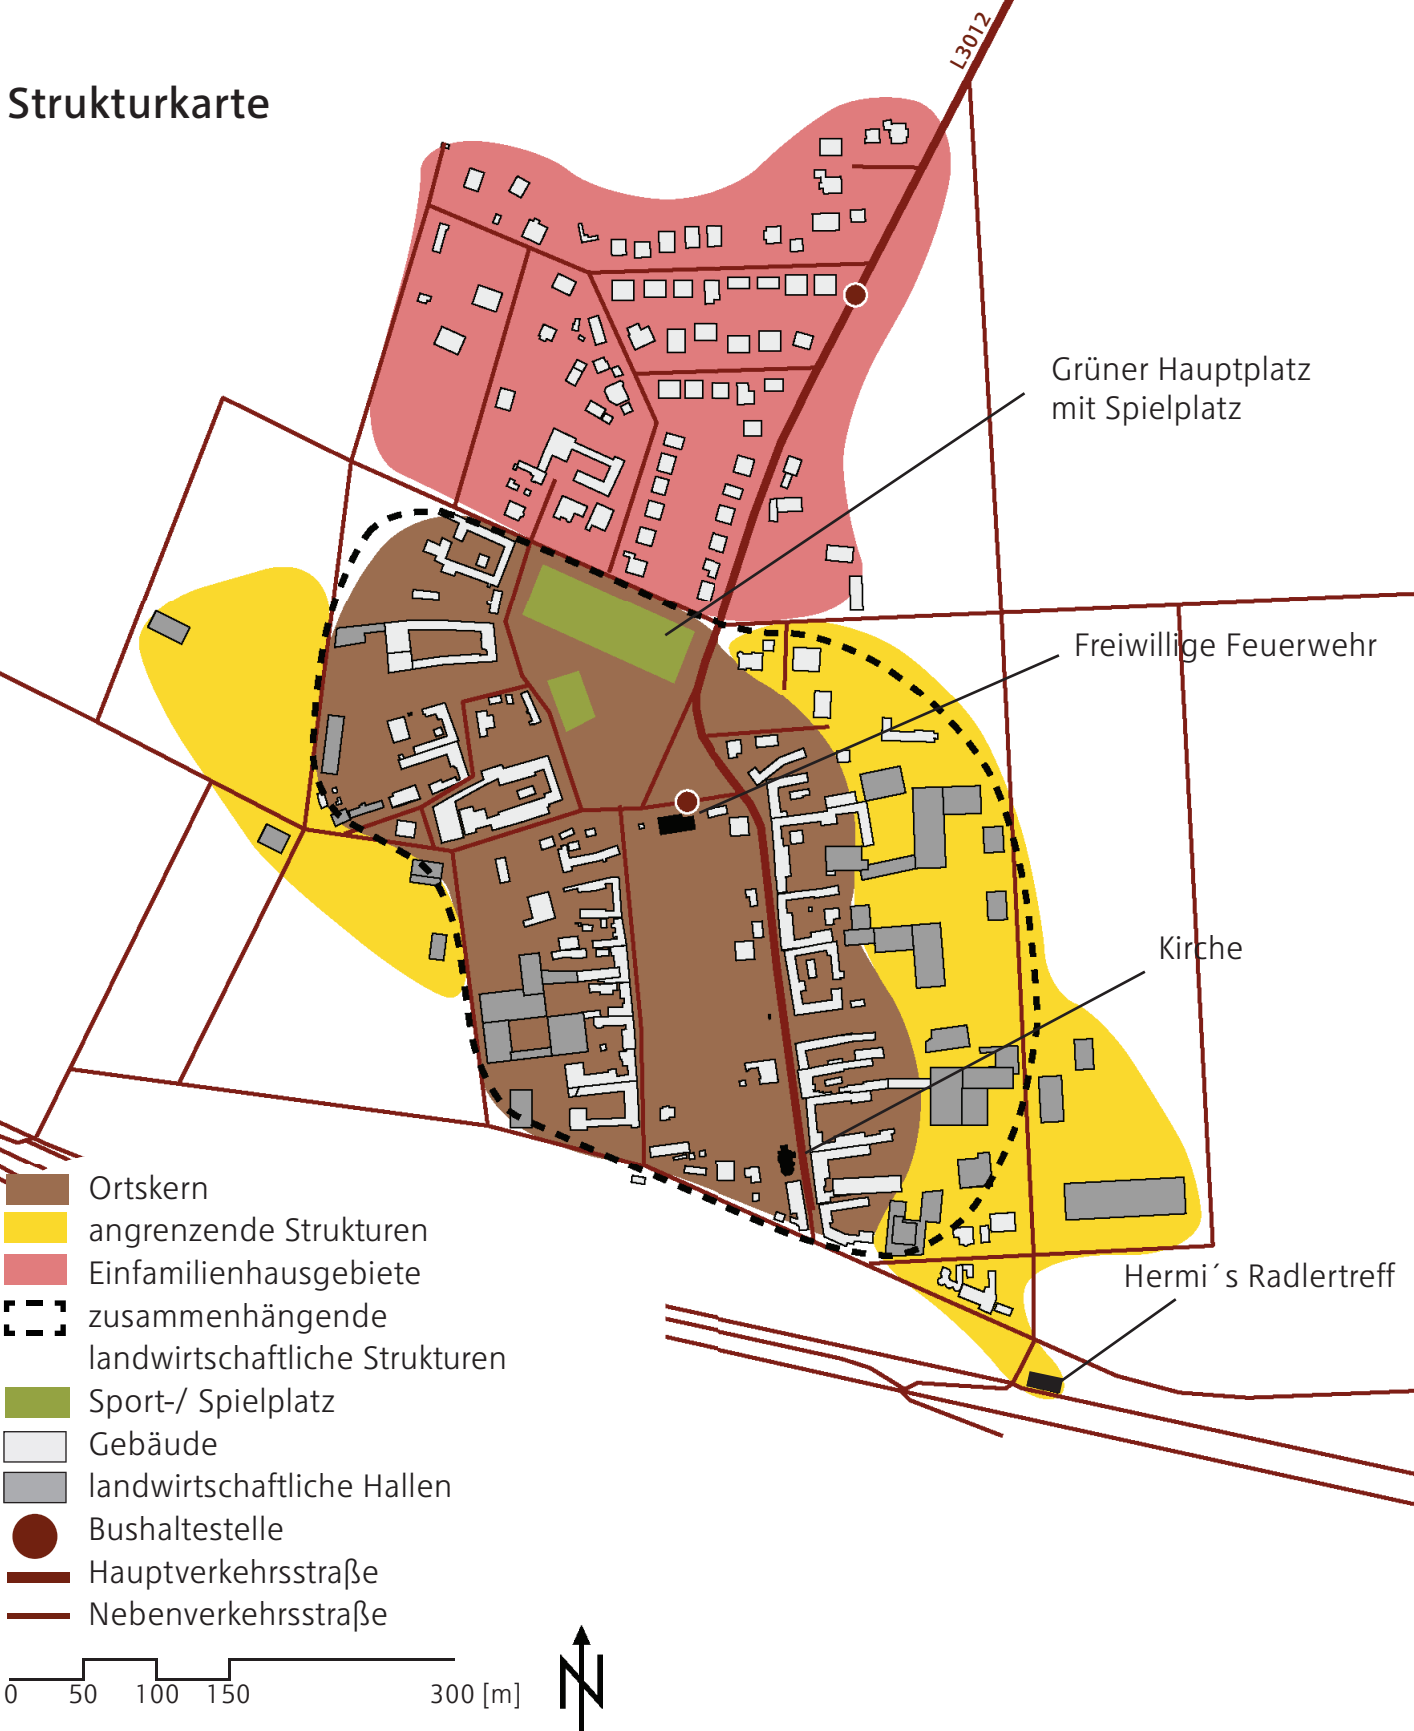 L3012
Strukturkarte
Grüner Hauptplatz
mit Spielplatz
Freiwillige Feuerwehr
Kirche
Hermi´s Radlertreff
Ortskern
angrenzende Strukturen
Einfamilienhausgebiete
zusammenhängende
landwirtschaftliche Strukturen
Sport-/ Spielplatz
Gebäude
landwirtschaftliche Hallen
Bushaltestelle
Hauptverkehrsstraße
Nebenverkehrsstraße
0 50 100 150 300 [m]
N